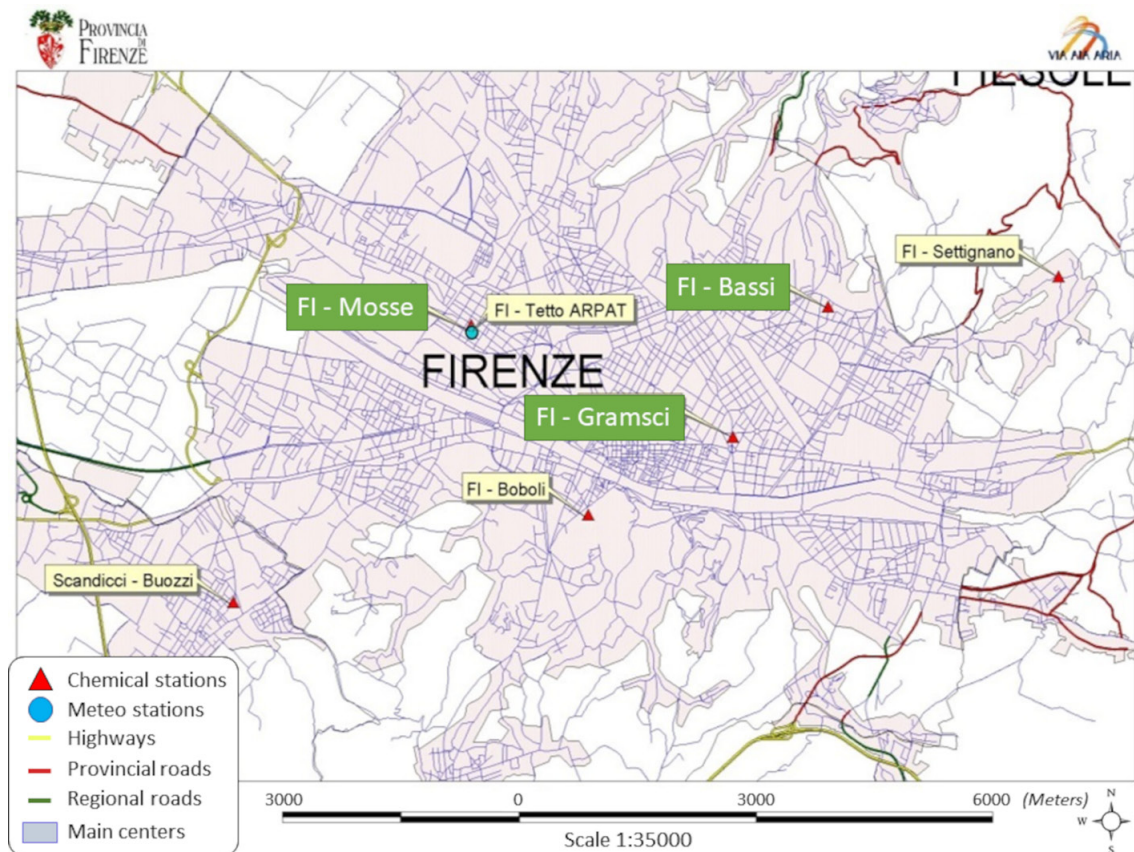 PROVINCIA
DI
FIRENZE
VIA AIA ARIA
FIESOLE
FI - Settignano
FI - Bassi
FI - Mosse
FI - Tetto ARPAT
FIRENZE
FI - Gramsci
FI - Boboli
Scandicci - Buozzi
Chemical stations
Meteo stations
Highways
Provincial roads
Regional roads
Main centers
3000 0 3000 6000 (Meters)
Scale 1:35000
N
W E
S